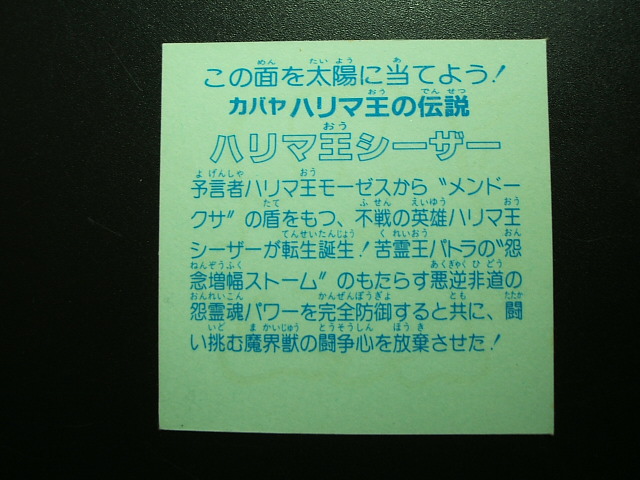 この面を太陽に当てよう!
カバヤ ハリマ王の伝説
ハリマ王シーザー
予言者ハリマ王モーゼスから〝メンドー
クサ〟の盾をもつ、不戦の英雄ハリマ王
シーザーが転生誕生!苦霊王パトラの〝怨
念増幅ストーム〟のもたらす悪逆非道の
怨霊魂パワーを完全防御すると共に、闘
い挑む魔界獣の闘争心を放棄させた!